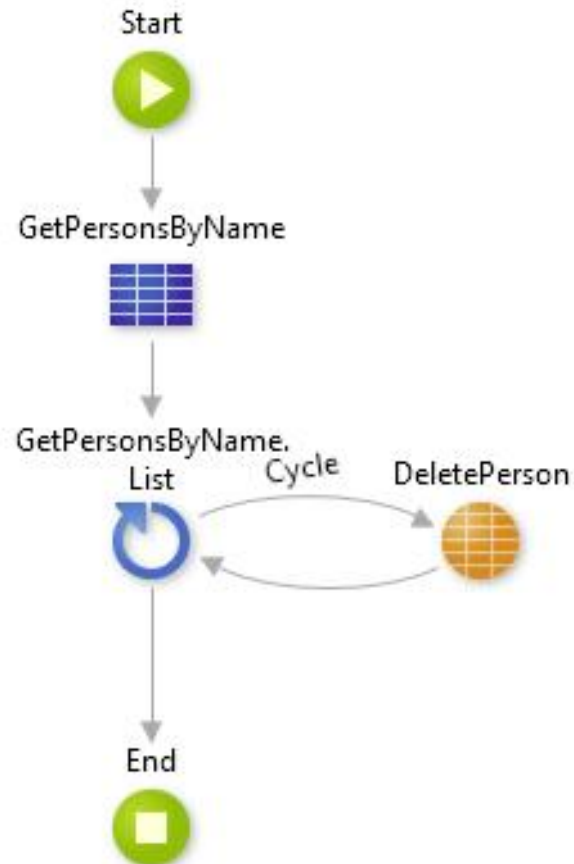 Start
GetPersonsByName
GetPersonsByName.
List
Cycle
DeletePerson
End